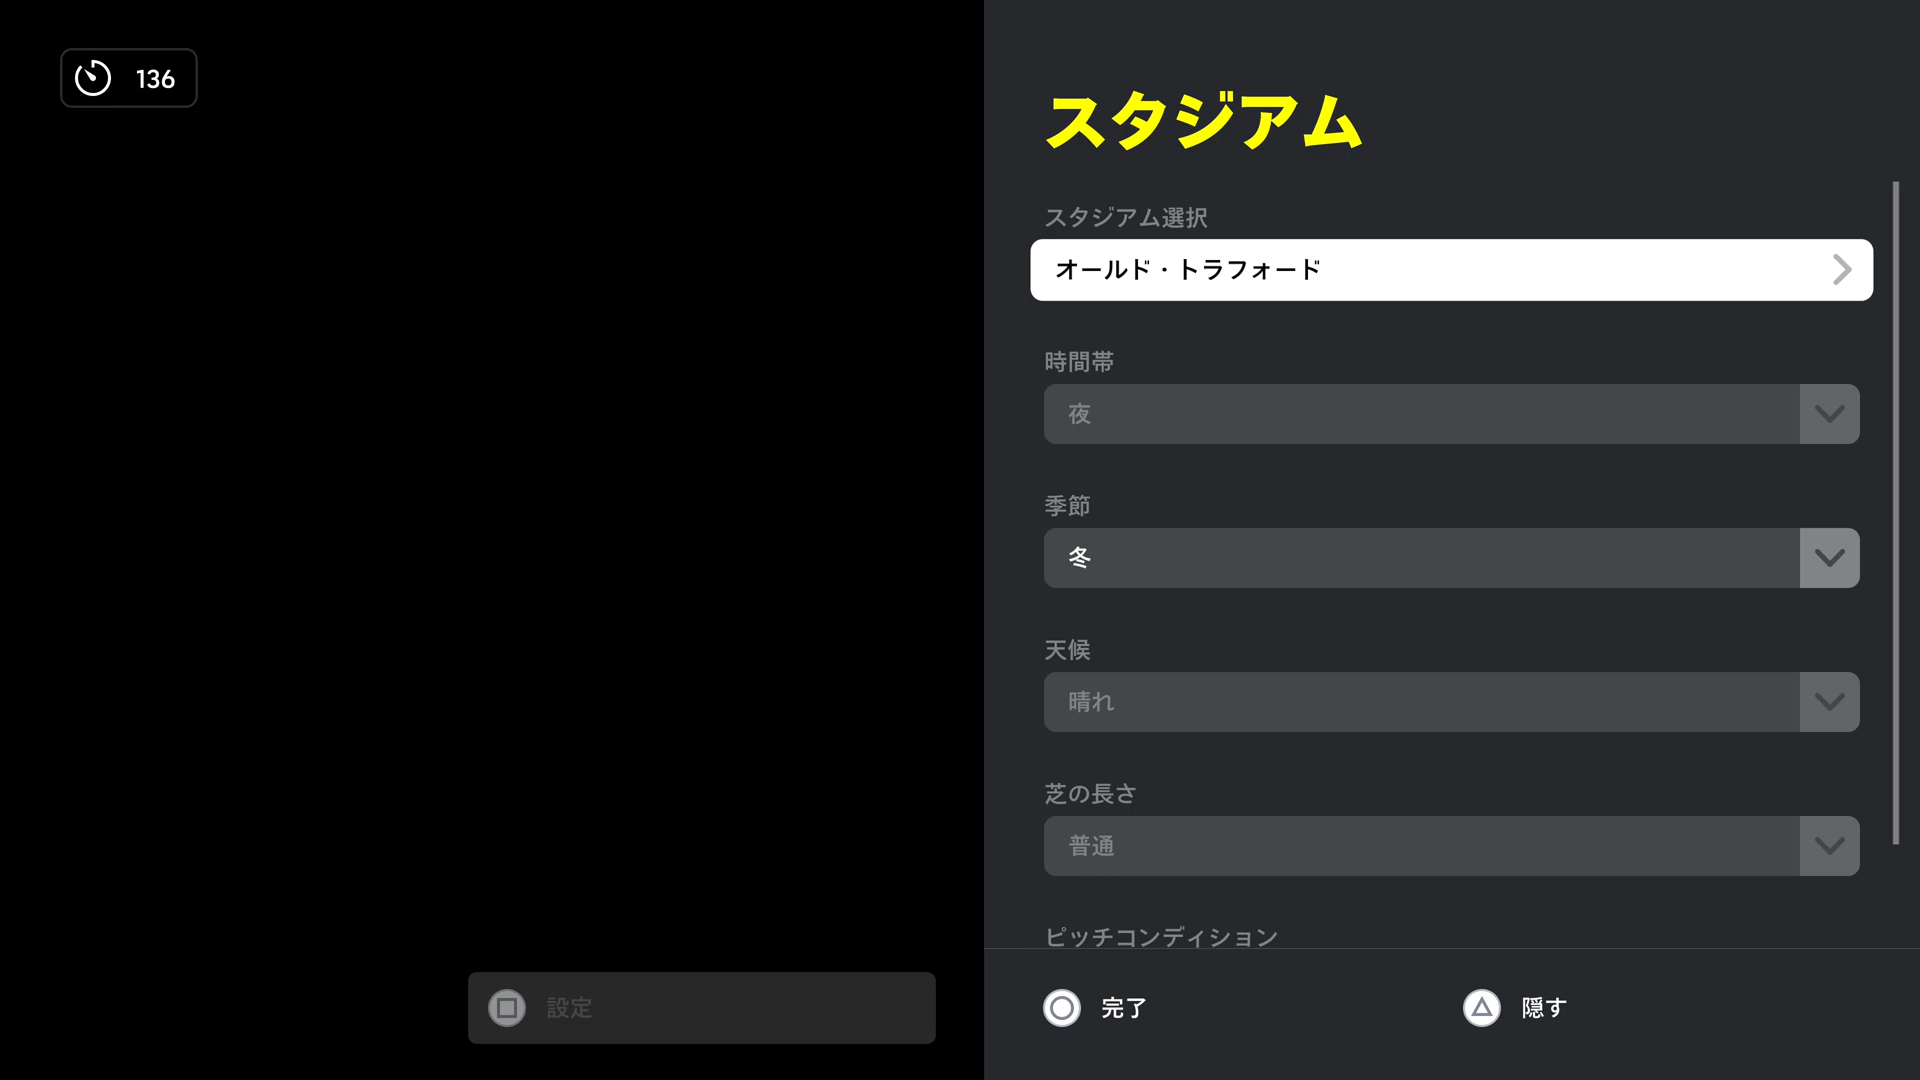 136
スタジアム
スタジアム選択
オールド・トラフォード
時間帯
夜
季節
冬
天候
晴れ
芝の長さ
普通
ピッチコンディション
設定
完了
隠す